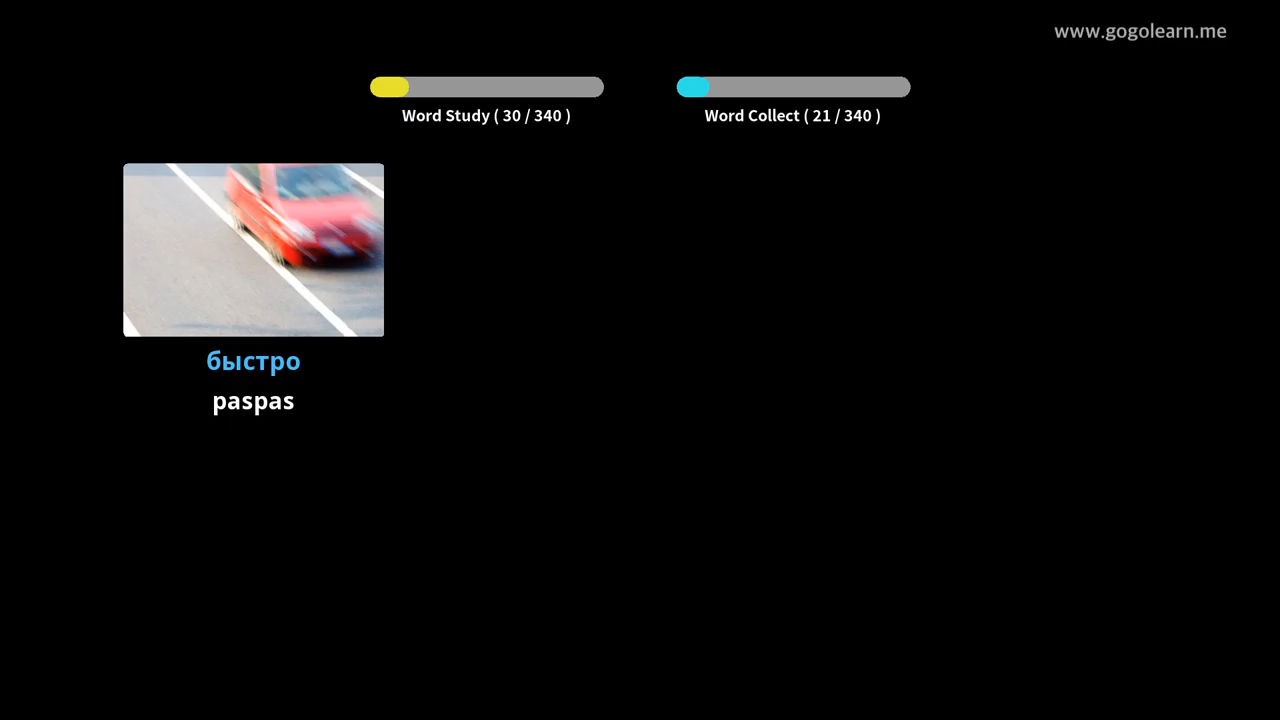 www.gogolearn.me
Word Study ( 30 / 340 )
Word Collect ( 21 / 340 )
быстро
paspas